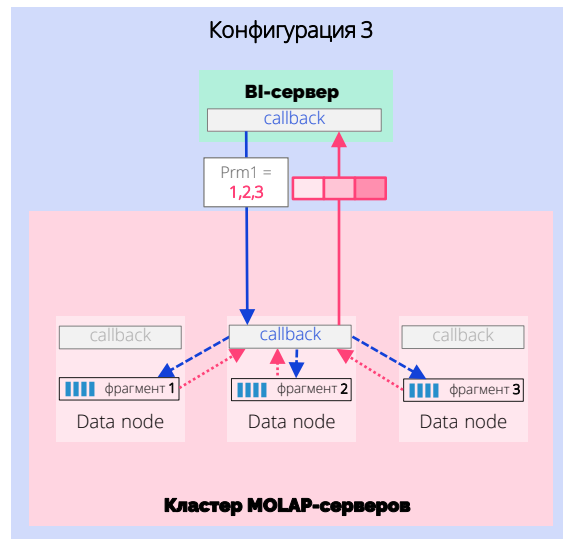 Конфигурация 3
BI-сервер
callback
Prm1 =
1,2,3
callback
callback
callback
фрагмент 1
фрагмент 2
фрагмент 3
Data node
Data node
Data node
Кластер MOLAP-серверов